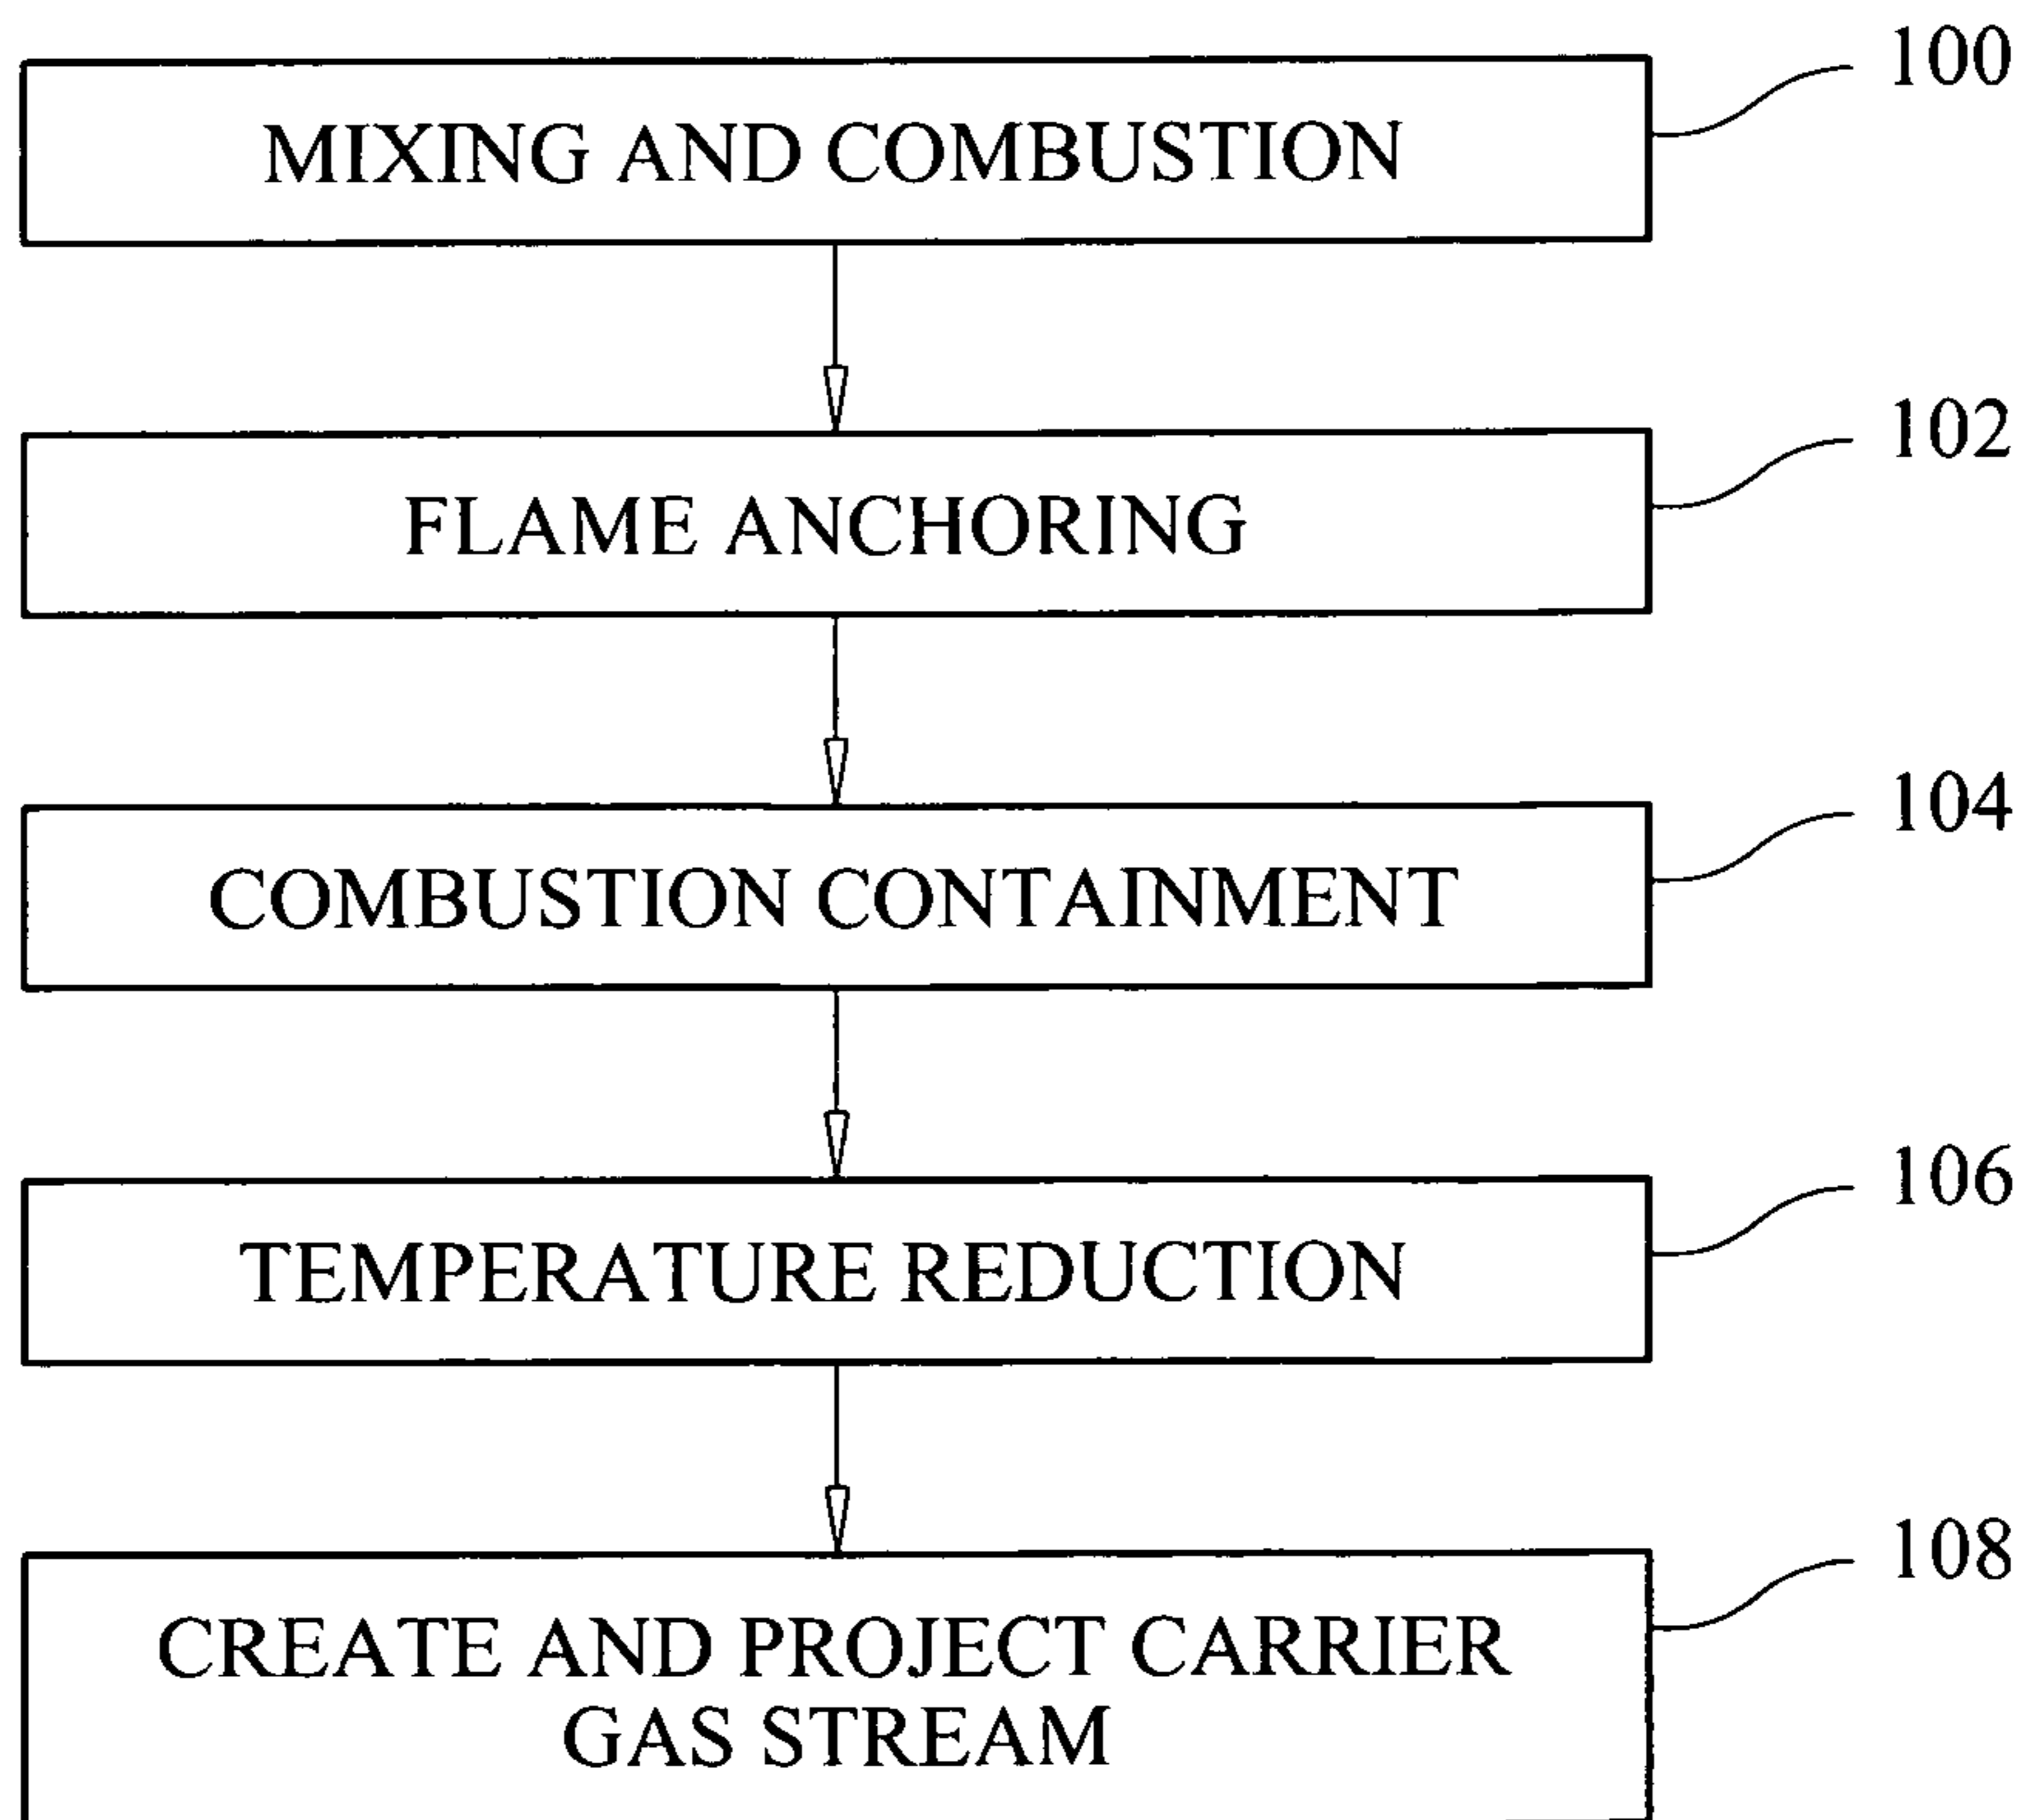 100
MIXING AND COMBUSTION
102
FLAME ANCHORING
104
COMBUSTION CONTAINMENT
106
TEMPERATURE REDUCTION
108
CREATE AND PROJECT CARRIER
GAS STREAM